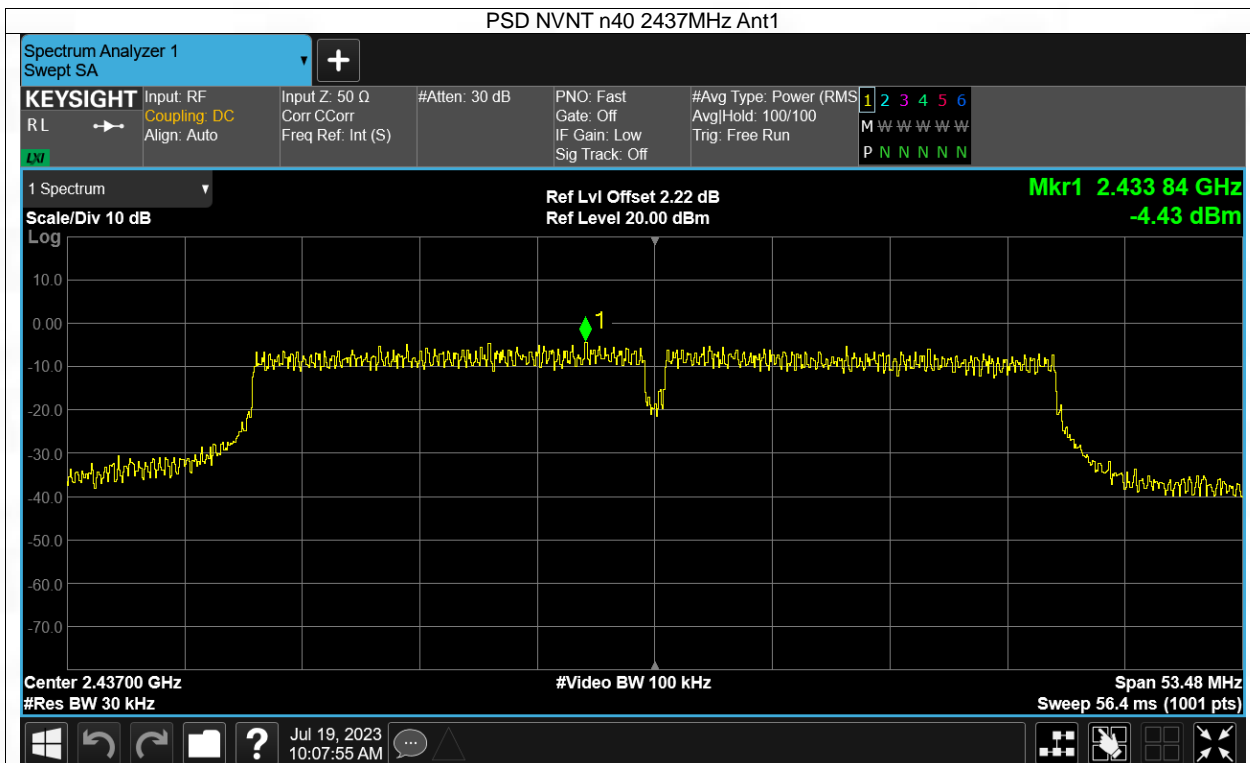 PSD NVNT n40 2437MHz Ant1
Spectrum Analyzer 1
Swept SA
KEYSIGHT
R L
LXI
Input: RF
Coupling: DC
Align: Auto
Input Z: 50 Ω
Corr CCorr
Freq Ref: Int (S)
#Atten: 30 dB
PNO: Fast
Gate: Off
IF Gain: Low
Sig Track: Off
#Avg Type: Power (RMS
Avg|Hold: 100/100
Trig: Free Run
1 2 3 4 5 6
M W W W W W
P N N N N N
1 Spectrum
Scale/Div 10 dB
Ref Lvl Offset 2.22 dB
Ref Level 20.00 dBm
Mkr1 2.433 84 GHz
-4.43 dBm
Log
10.0
0.00
-10.0
-20.0
-30.0
-40.0
-50.0
-60.0
-70.0
1
Center 2.43700 GHz
#Res BW 30 kHz
#Video BW 100 kHz
Span 53.48 MHz
Sweep 56.4 ms (1001 pts)
?
Jul 19, 2023
10:07:55 AM